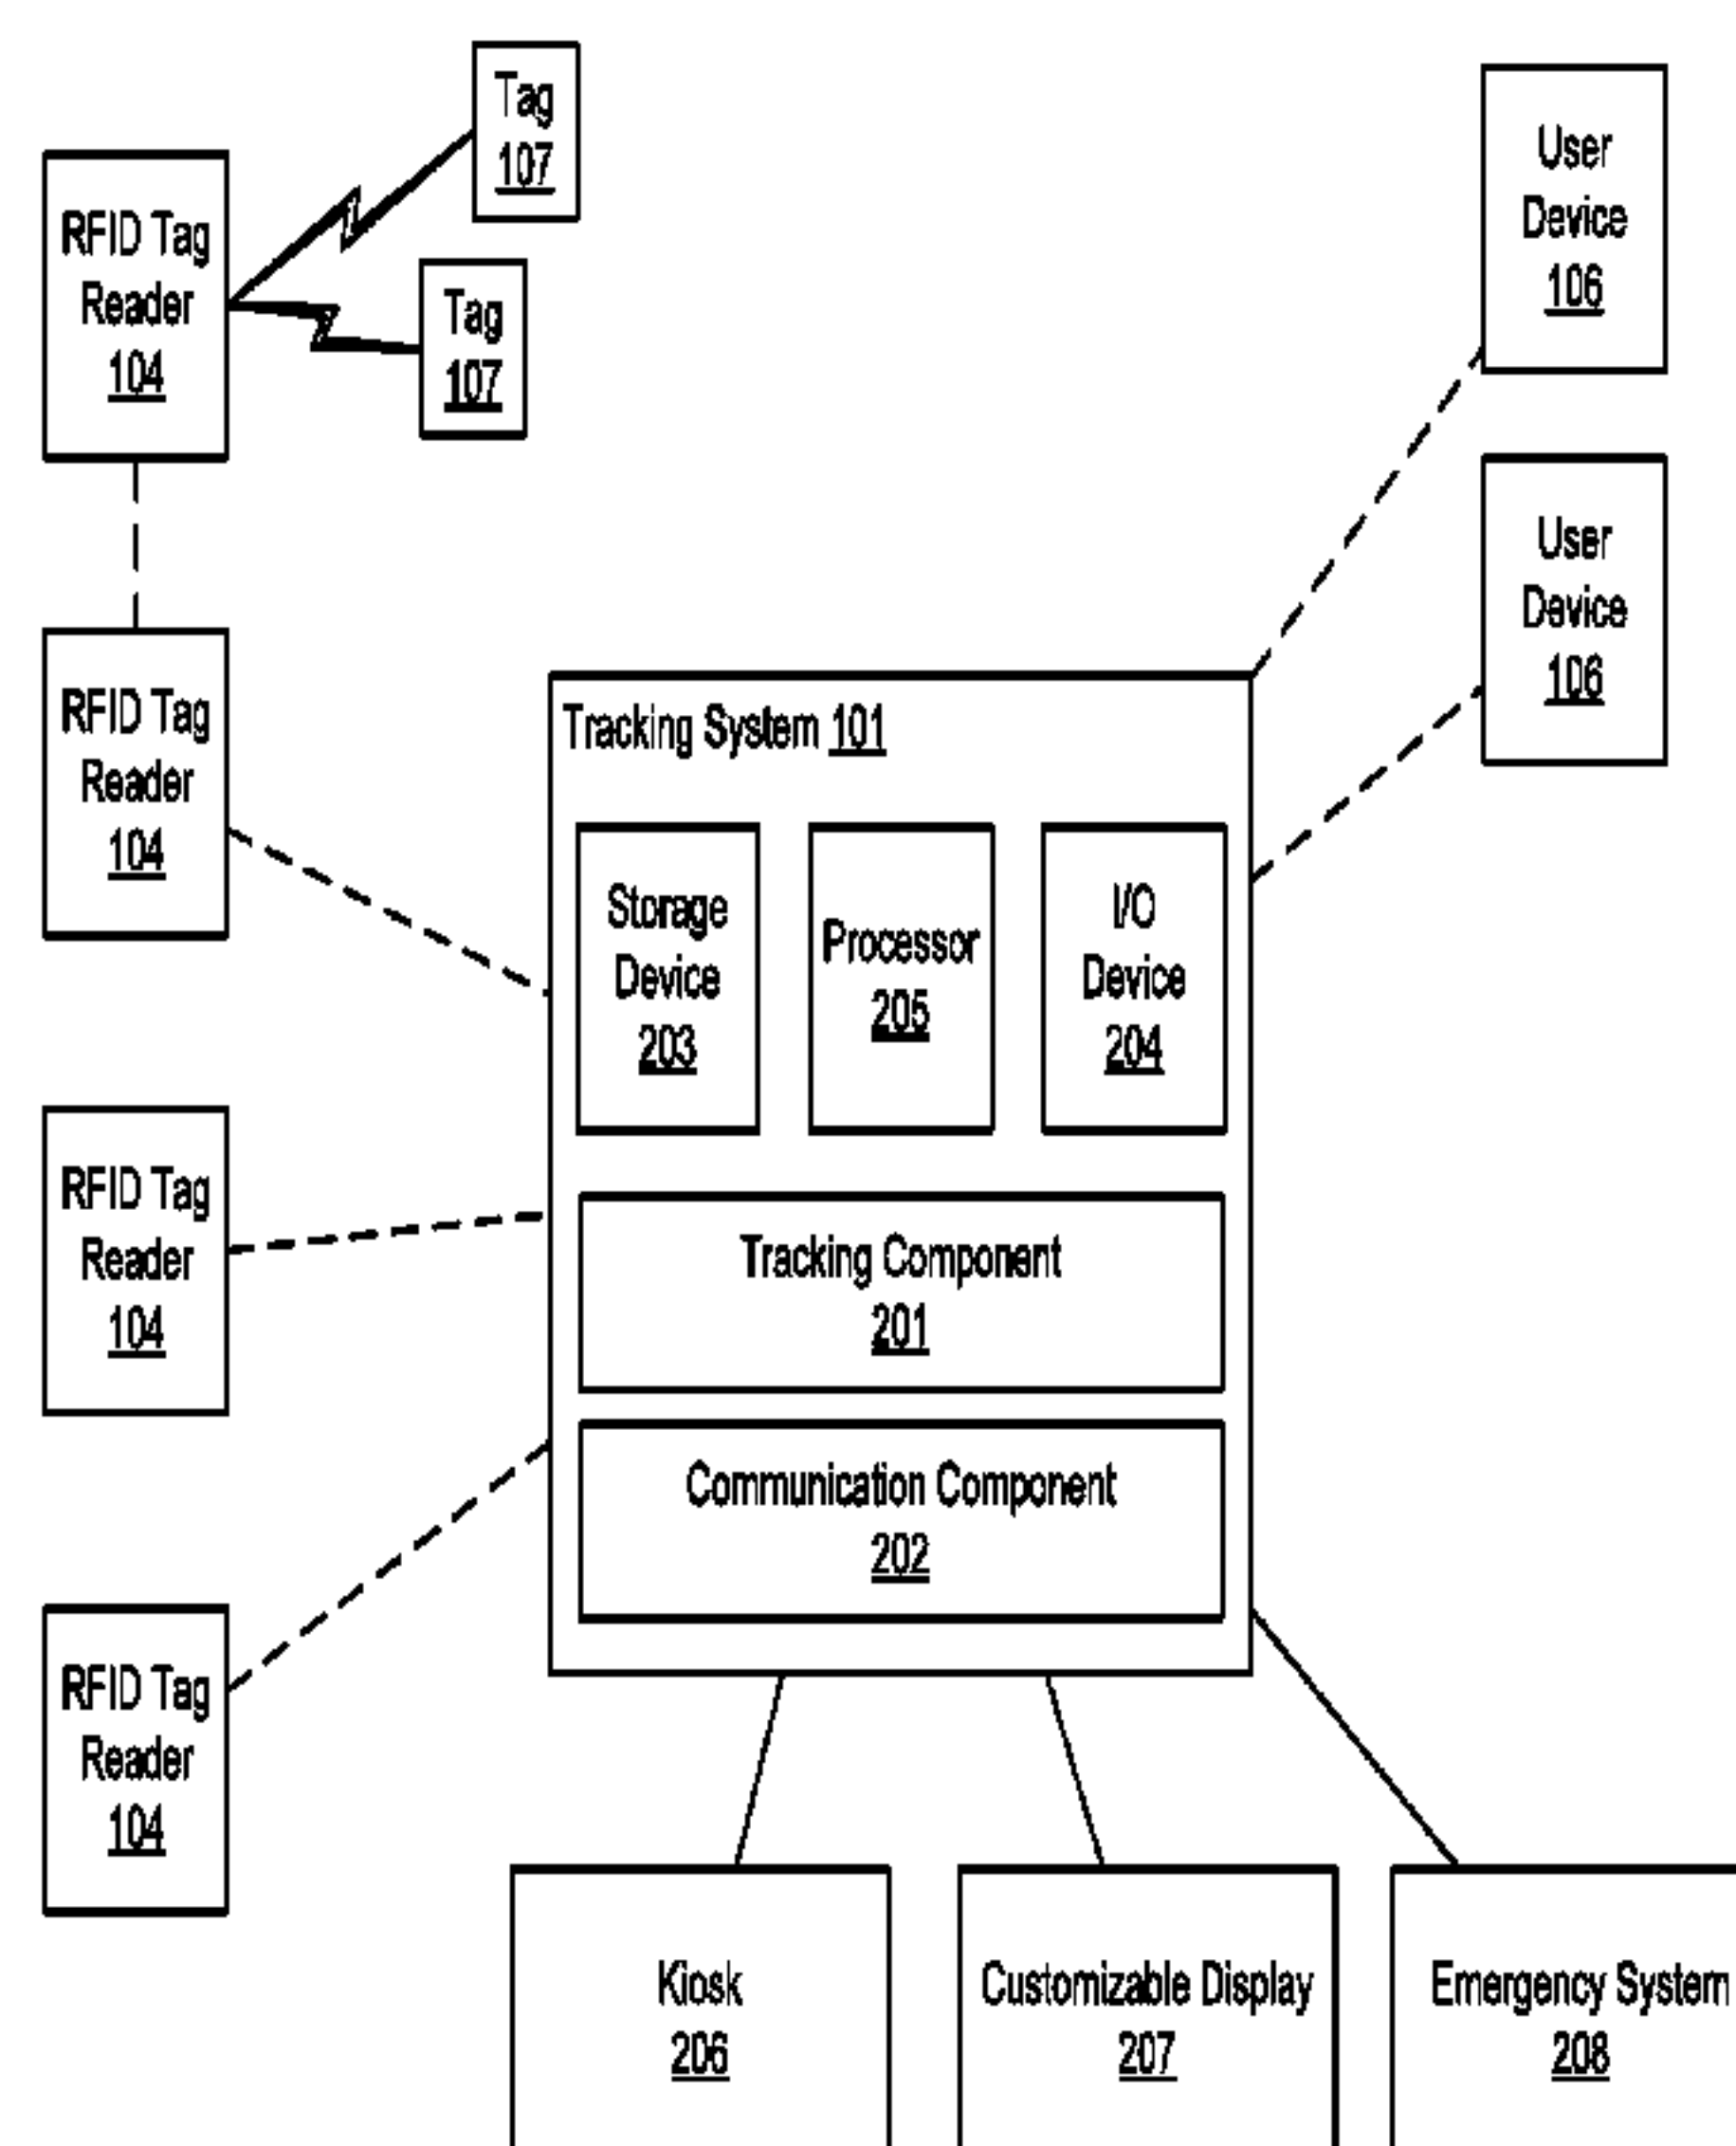 Tag
107
RFID Tag
Reader
104
Tag
107
User
Device
106
User
Device
106
RFID Tag
Reader
104
Tracking System 101
Storage
Device
203
Processor
205
I/O
Device
204
RFID Tag
Reader
104
Tracking Component
201
Communication Component
202
RFID Tag
Reader
104
Kiosk
206
Customizable Display
207
Emergency System
208